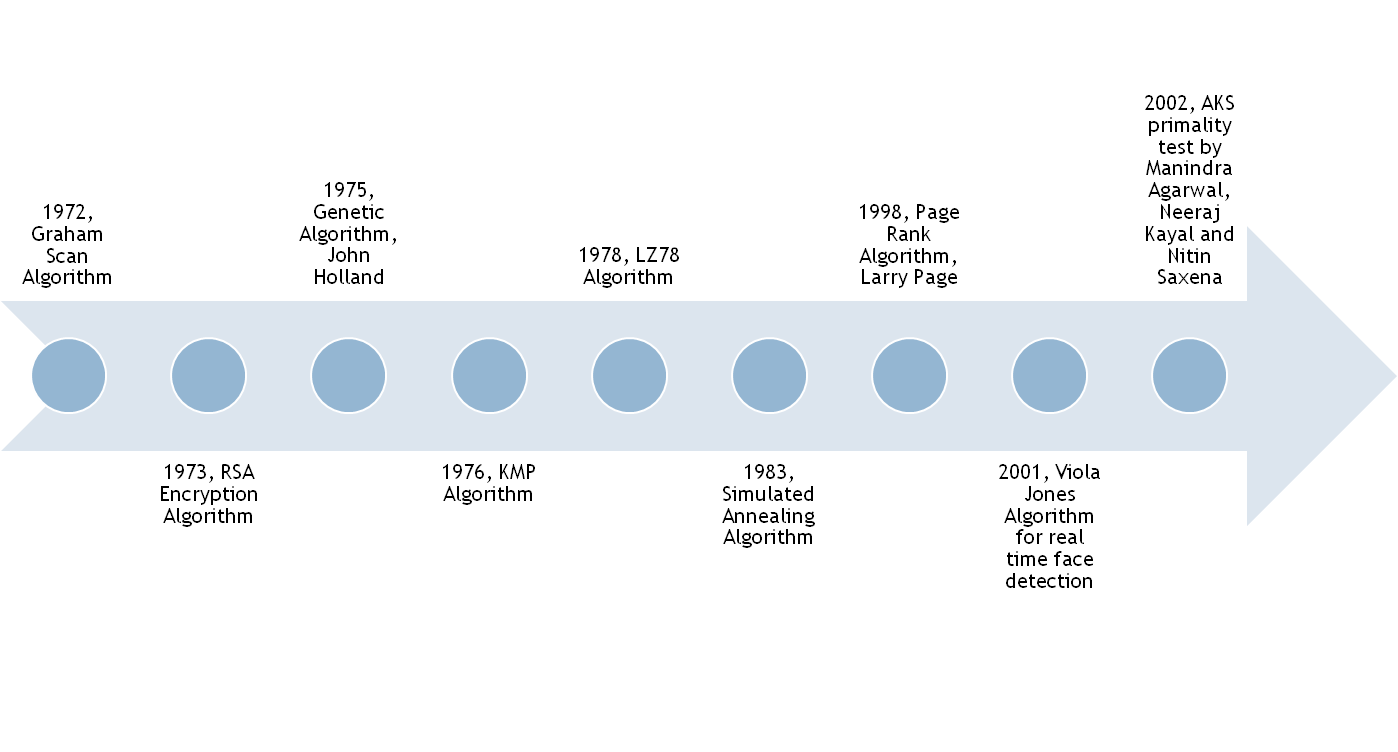 1972,
Graham
Scan
Algorithm
1973, RSA
Encryption
Algorithm
1975,
Genetic
Algorithm,
John
Holland
1976, KMP
Algorithm
1978, LZ78
Algorithm
1983,
Simulated
Annealing
Algorithm
1998, Page
Rank
Algorithm,
Larry Page
2001, Viola
Jones
Algorithm
for real
time face
detection
2002, AKS
primality
test by
Manindra
Agarwal,
Neeraj
Kayal and
Nitin
Saxena